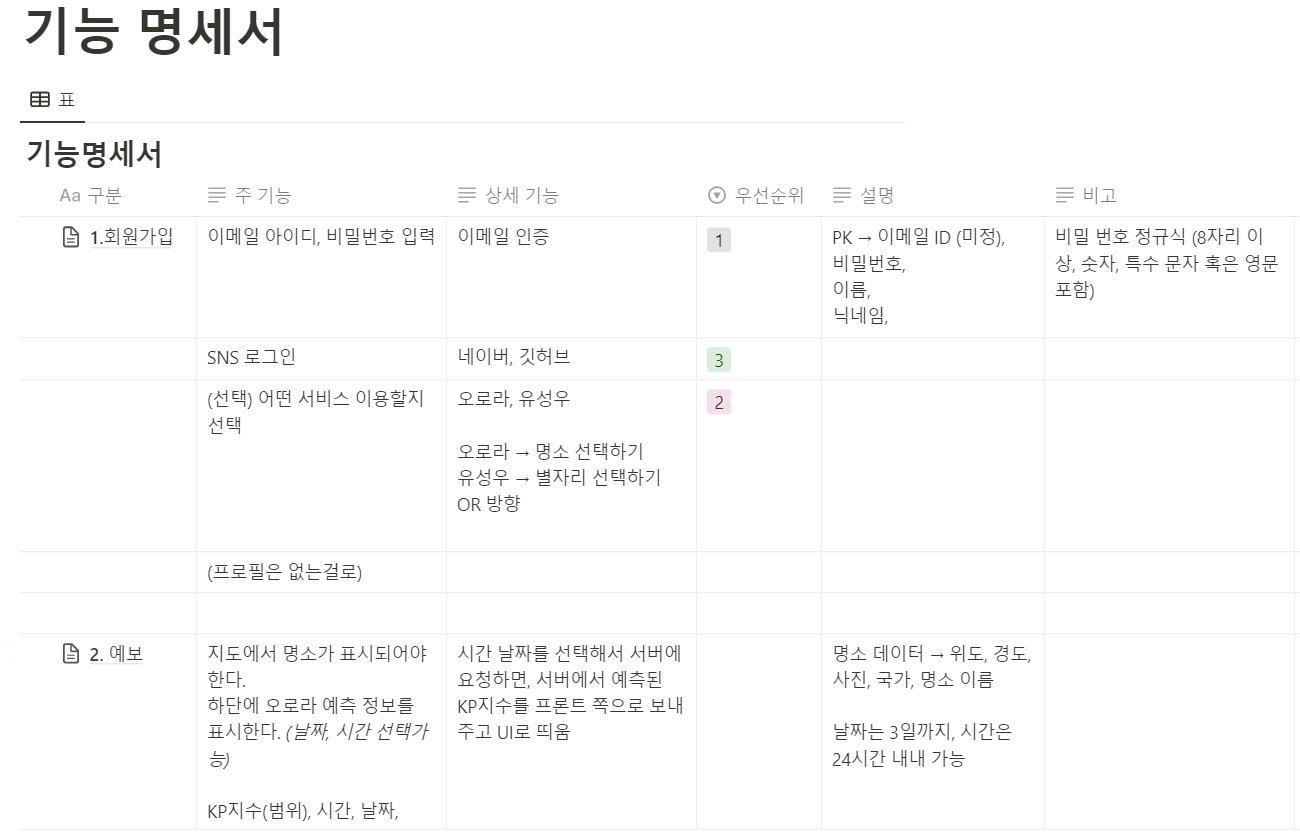 기능 명세서
표
기능명세서
Aa 구분
주 기능
상세 기능
우선순위
설명
비고
1.회원가입
이메일 아이디, 비밀번호 입력
이메일 인증
1
PK → 이메일 ID (미정),
비밀번호,
이름,
닉네임,
비밀 번호 정규식 (8자리 이
상, 숫자, 특수 문자 혹은 영문
포함)
SNS 로그인
네이버, 깃허브
3
(선택) 어떤 서비스 이용할지
선택
오로라, 유성우
오로라 → 명소 선택하기
유성우 → 별자리 선택하기
OR 방향
2
(프로필은 없는걸로)
2. 예보
지도에서 명소가 표시되어야
한다.
하단에 오로라 예측 정보를
표시한다. (날짜, 시간 선택가
능)
KP지수(범위), 시간, 날짜,
시간 날짜를 선택해서 서버에
요청하면, 서버에서 예측된
KP지수를 프론트 쪽으로 보내
주고 UI로 띄움
명소 데이터 → 위도, 경도,
사진, 국가, 명소 이름
날짜는 3일까지, 시간은
24시간 내내 가능